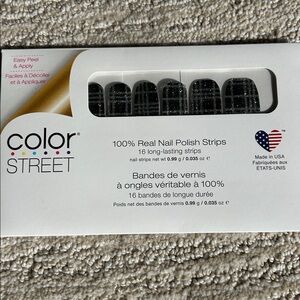 Easy Peel
& Apply
Faciles à Décoller
et à Appliquer
color
STREET
100% Real Nail Polish Strips
16 long-lasting strips
nail strips net wt 0.99 g / 0.035 oz e
Bandes de vernis
à ongles véritable à 100%
16 bandes de longue durée
Poids net des bandes de vernis 0.99 g / 0.035 oz e
TM
Made in USA
Fabriquées aux
ÉTATS-UNIS